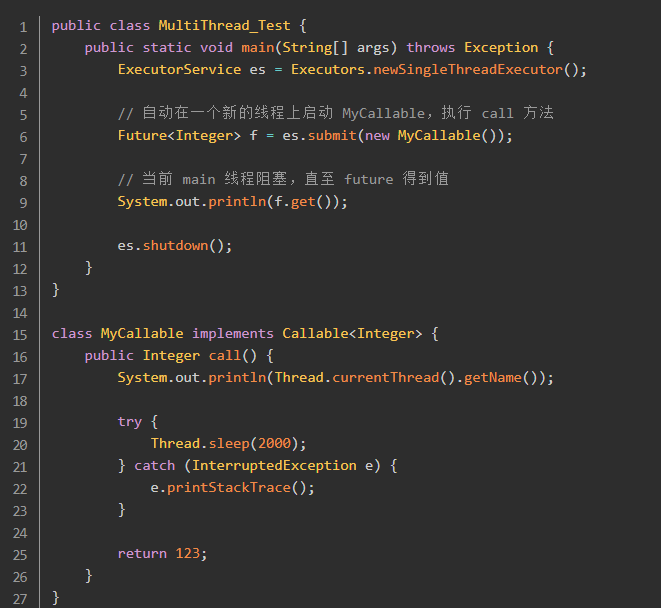 1 public class MultiThread_Test {
2 public static void main(String[] args) throws Exception {
3 ExecutorService es = Executors.newSingleThreadExecutor();
4
5 // 自动在一个新的线程上启动 MyCallable，执行 call 方法
6 Future<Integer> f = es.submit(new MyCallable());
7
8 // 当前 main 线程阻塞，直至 future 得到值
9 System.out.println(f.get());
10
11 es.shutdown();
12 }
13 }
14
15 class MyCallable implements Callable<Integer> {
16 public Integer call() {
17 System.out.println(Thread.currentThread().getName());
18
19 try {
20 Thread.sleep(2000);
21 } catch (InterruptedException e) {
22 e.printStackTrace();
23 }
24
25 return 123;
26 }
27 }